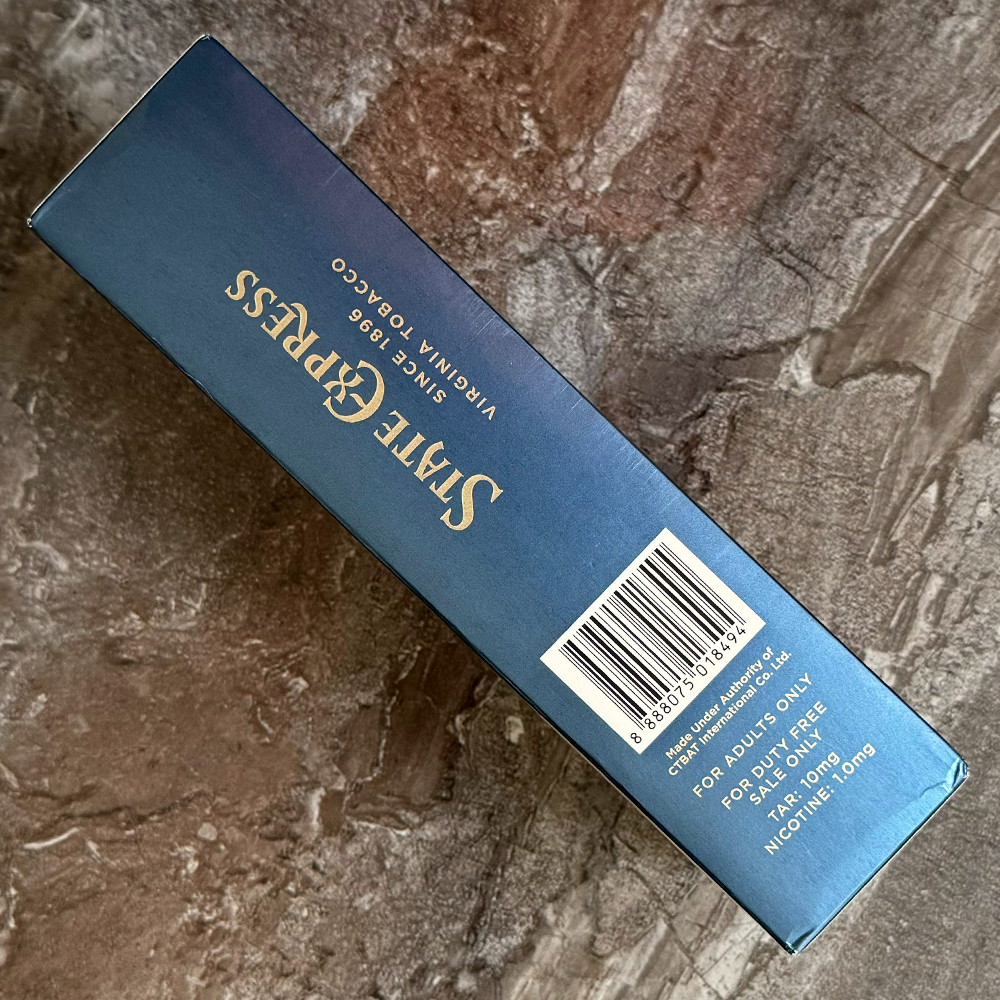 STATE EXPRESS
SINCE 1896
VIRGINIA TOBACCO
8 888075 018494
Made Under Authority of
CTBAT International Co. Ltd.
FOR ADULTS ONLY
FOR DUTY FREE
SALE ONLY
TAR: 10mg
NICOTINE: 1.0mg